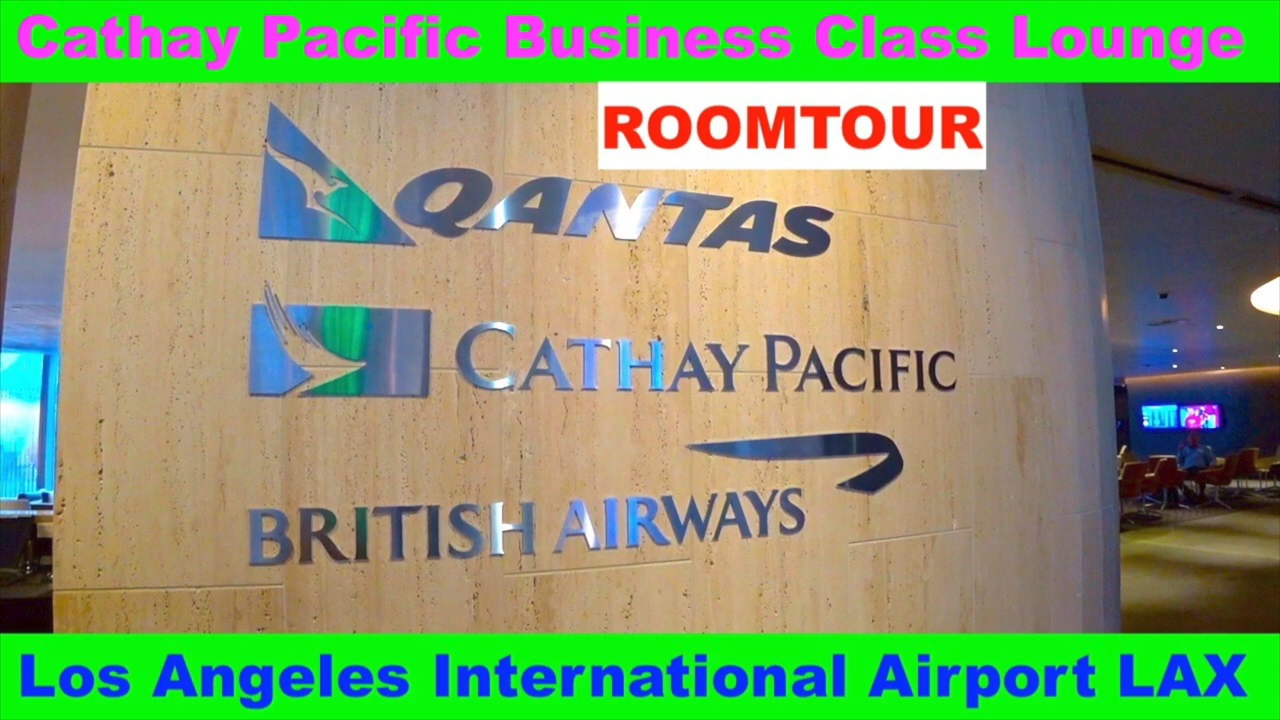 Cathay Pacific Business Class Lounge
ROOMTOUR
QANTAS
CATHAY PACIFIC
BRITISH AIRWAYS
Los Angeles International Airport LAX